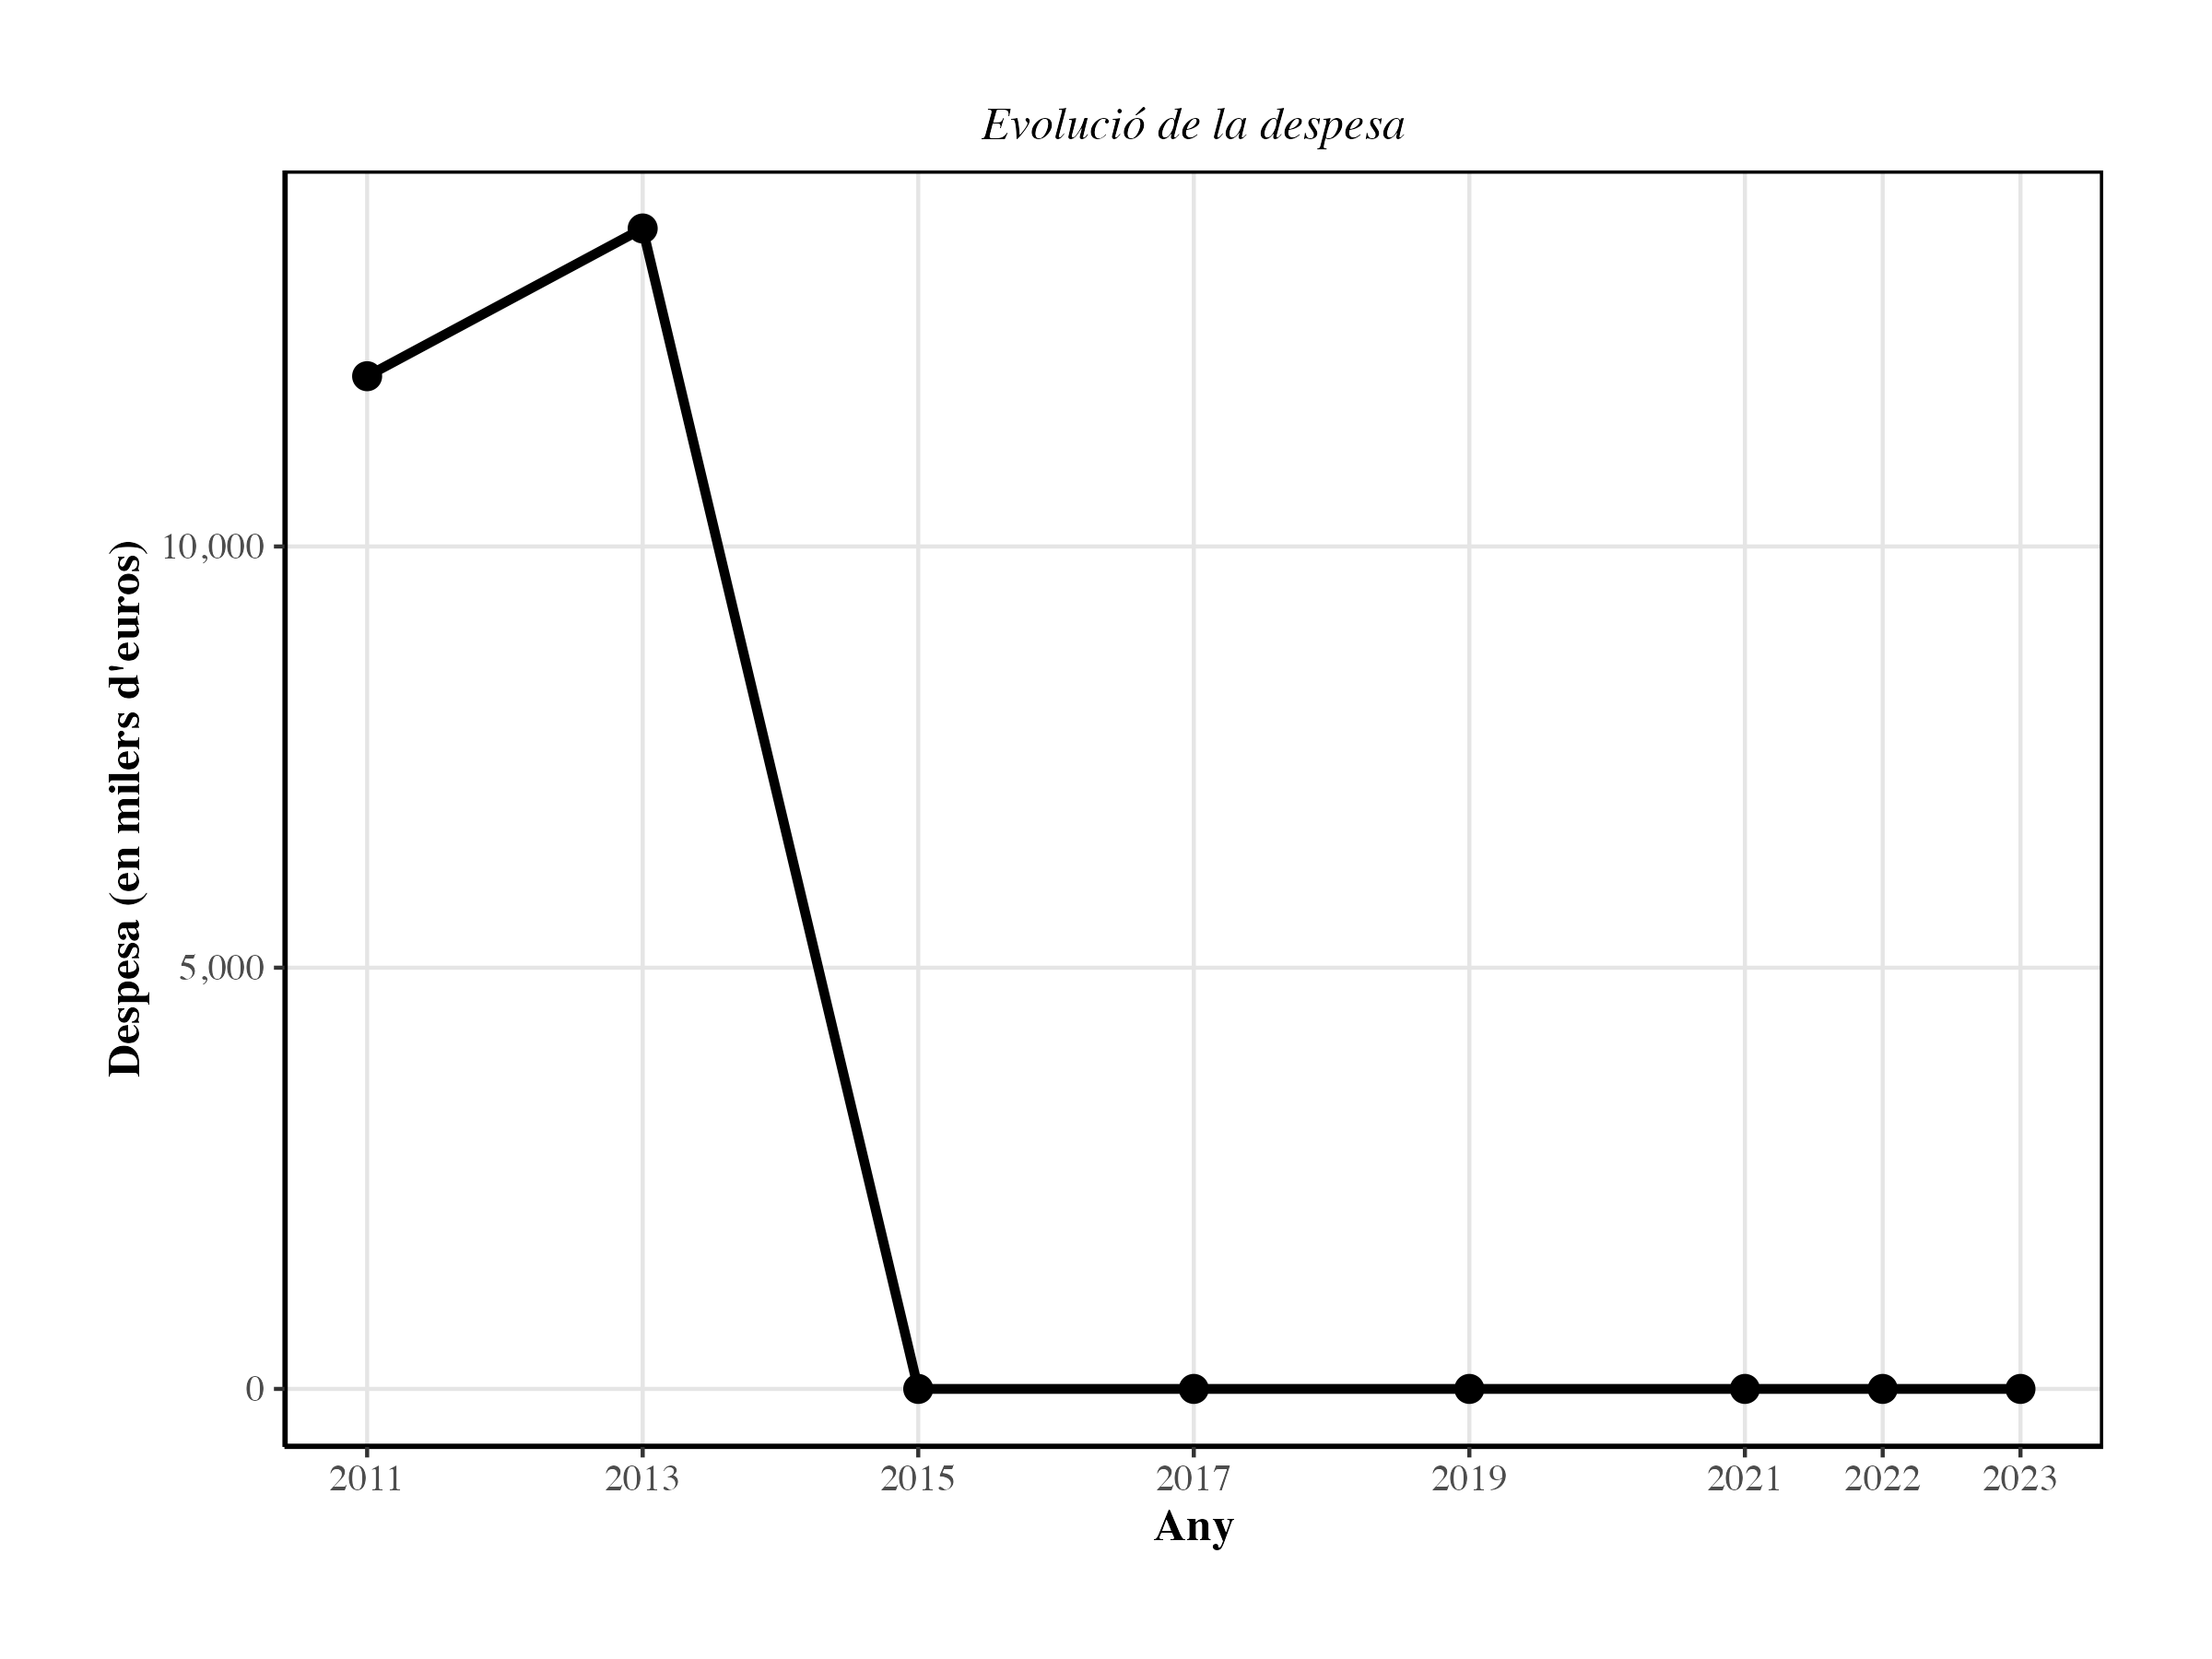 Evolució de la despesa
Despesa (en milers d'euros)
10,000
5,000
0
2011 2013 2015 2017 2019 2021 2022 2023
Any